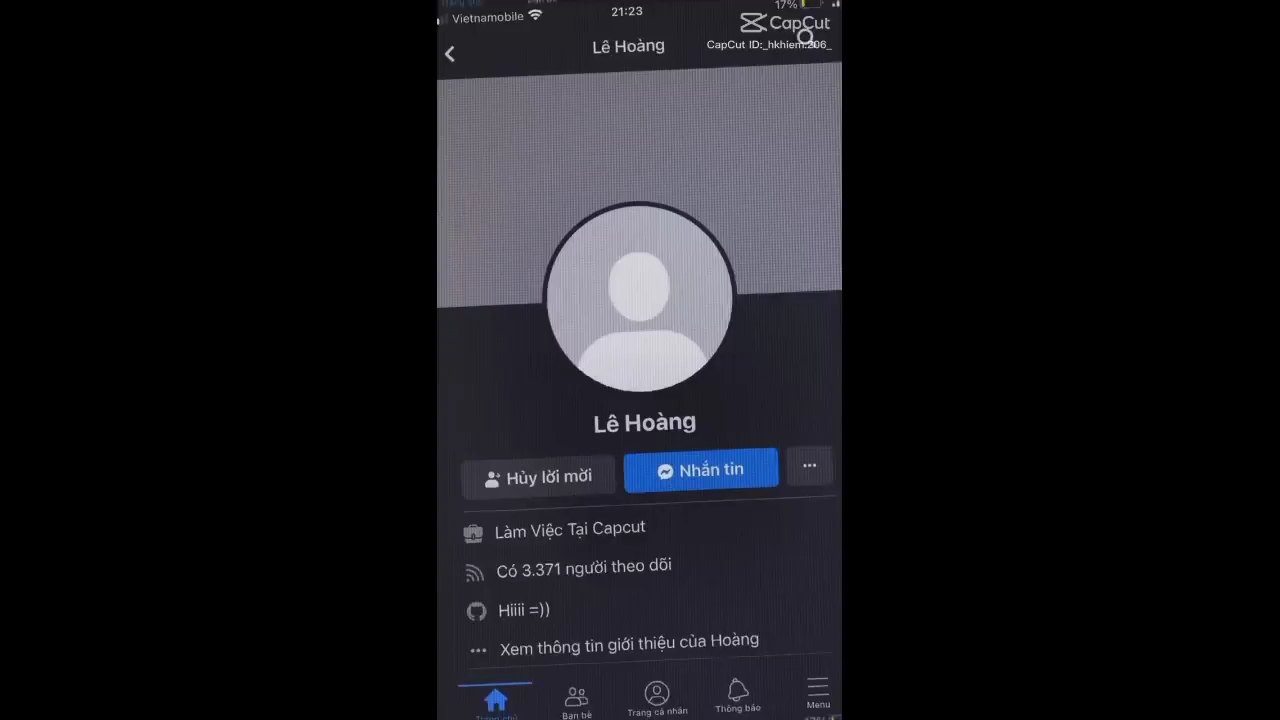 Vietnamobile
21:23
17%
CapCut
CapCut ID:_hkhiem.206_
Lê Hoàng
Lê Hoàng
Hủy lời mời
Nhắn tin
Làm Việc Tại Capcut
Có 3.371 người theo dõi
Hiiii =))
Xem thông tin giới thiệu của Hoàng
Bạn bè
Trang cá nhân
Thông báo
Menu